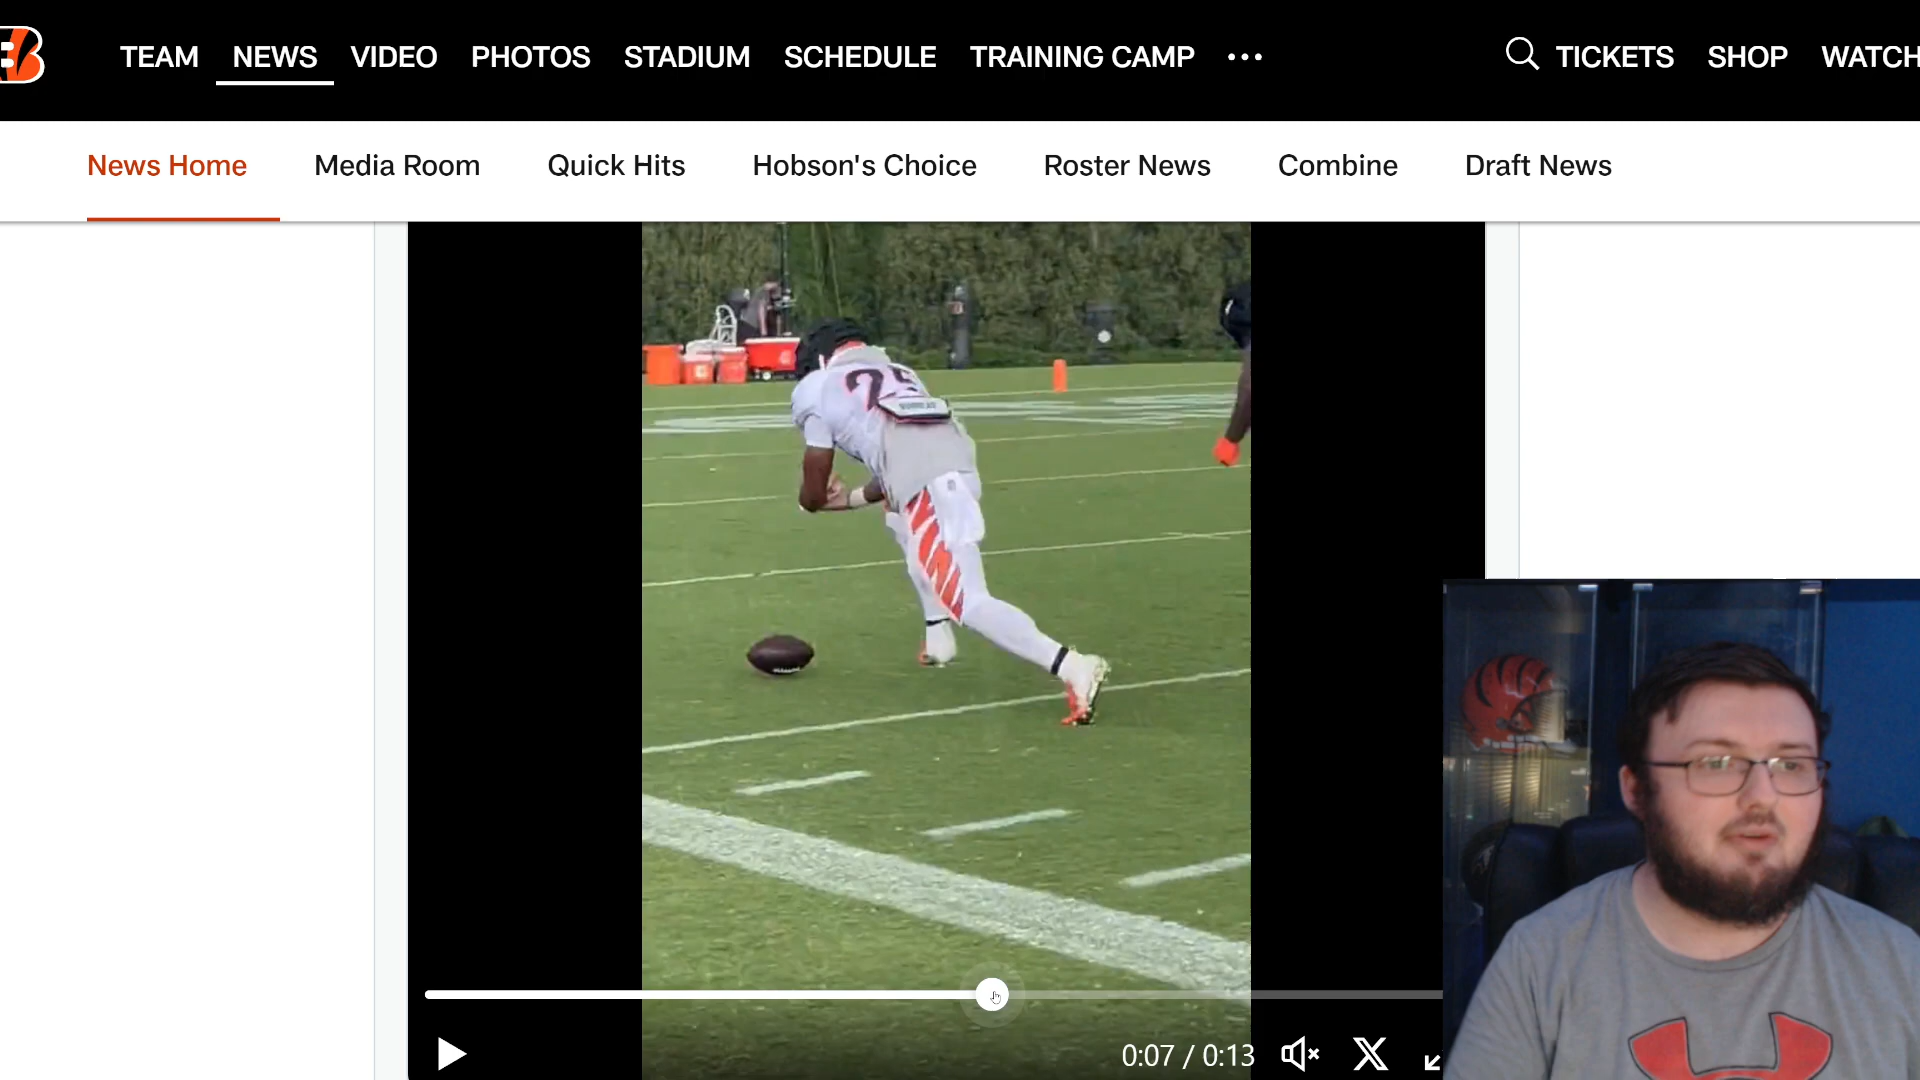 TEAM NEWS VIDEO PHOTOS STADIUM SCHEDULE TRAINING CAMP ••• TICKETS SHOP WATCH
News Home Media Room Quick Hits Hobson's Choice Roster News Combine Draft News
25
0:07 / 0:13